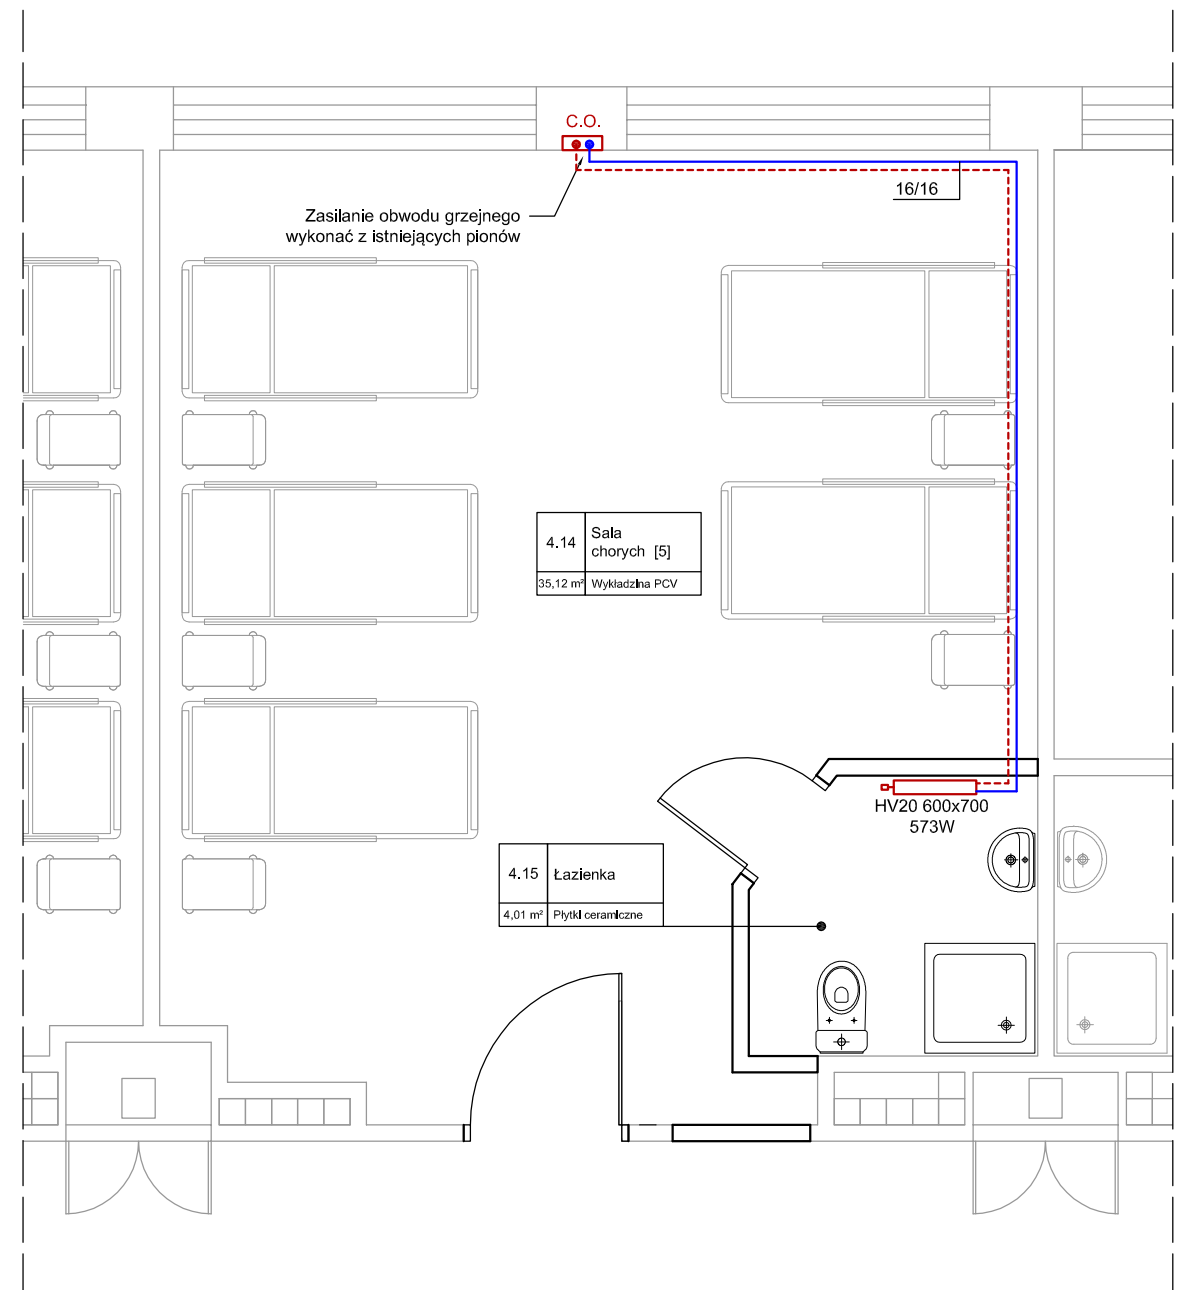 C.O.
16/16
Zasilanie obwodu grzejnego
wykonać z istniejących pionów
4.14
Sala
chorych [5]
35,12 m²
Wykładzina PCV
HV20 600x700
573W
4.15
Łazienka
4,01 m²
Płytki ceramiczne